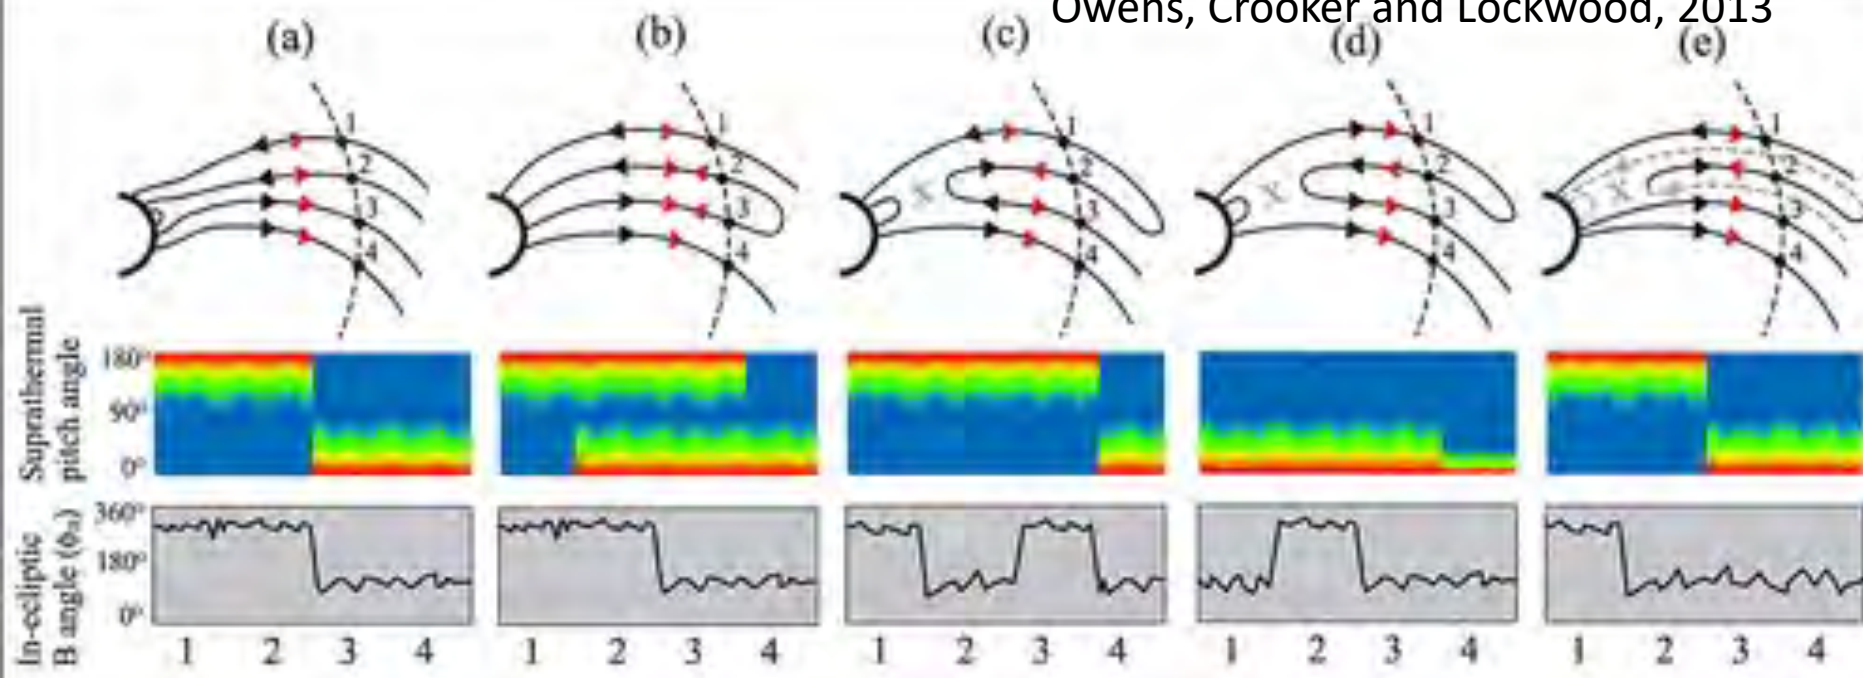 Owens, Crooker and Lockwood, 2013
(a) (b) (c) (d) (e)
1 1 1 1 1
2 2 2 2 2
3 3 3 3 3
4 4 4 4
X X X
Suprathermal
pitch angle
180°
90°
0°
In-ecliptic
B angle (ϕB)
360°
180°
0°
1 2 3 4 1 2 3 4 1 2 3 4 1 2 3 4 1 2 3 4